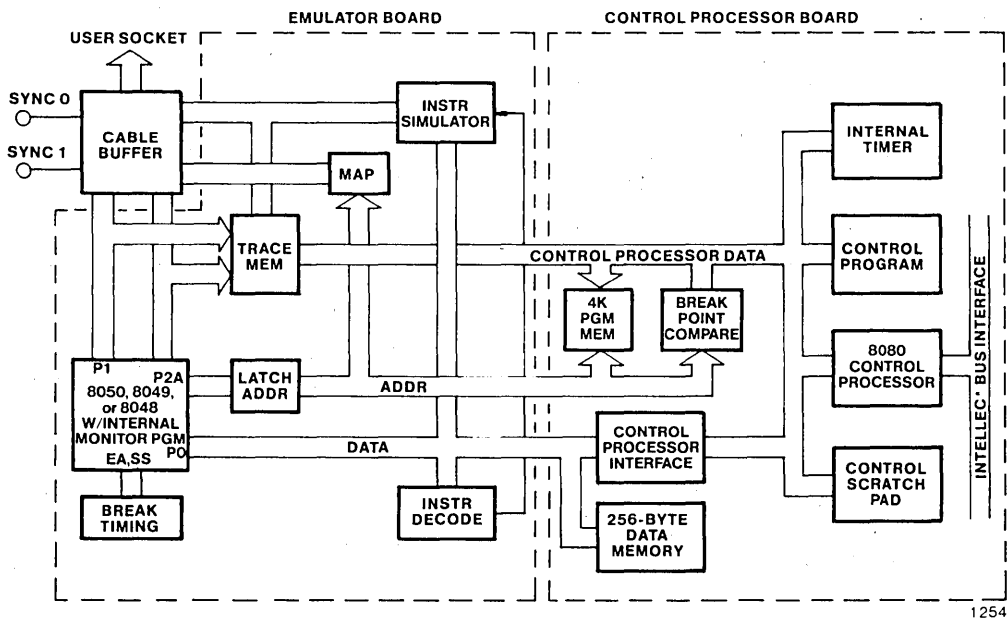 EMULATOR BOARD
CONTROL PROCESSOR BOARD
USER SOCKET
SYNC 0
SYNC 1
CABLE
BUFFER
INSTR
SIMULATOR
MAP
TRACE
MEM
INTERNAL
TIMER
CONTROL
PROGRAM
CONTROL PROCESSOR DATA
4K
PGM
MEM
BREAK
POINT
COMPARE
8080
CONTROL
PROCESSOR
INTELLEC* BUS INTERFACE
P1
P2A
8050, 8049,
or 8048
W/INTERNAL
MONITOR PGM
P0
EA,SS
LATCH
ADDR
ADDR
DATA
CONTROL
PROCESSOR
INTERFACE
CONTROL
SCRATCH
PAD
BREAK
TIMING
INSTR
DECODE
256-BYTE
DATA
MEMORY
1254